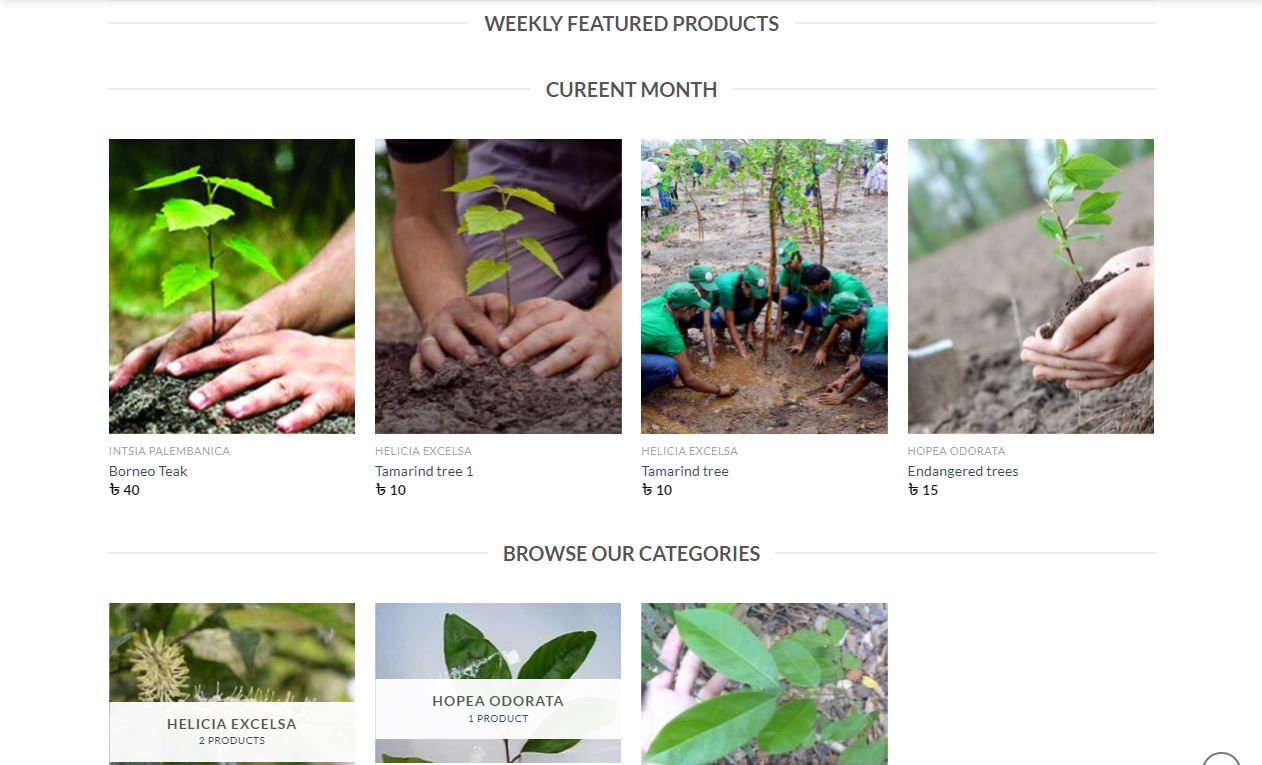 WEEKLY FEATURED PRODUCTS
CUREENT MONTH
INTSIA PALEMBANICA
Borneo Teak
৳ 40
HELICIA EXCELSA
Tamarind tree 1
৳ 10
HELICIA EXCELSA
Tamarind tree
৳ 10
HOPEA ODORATA
Endangered trees
৳ 15
BROWSE OUR CATEGORIES
HELICIA EXCELSA
2 PRODUCTS
HOPEA ODORATA
1 PRODUCT